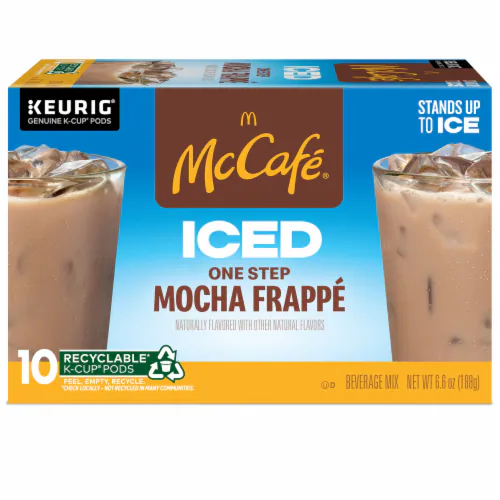 ICED
KEURIG®
GENUINE K-CUP® PODS
McCafé®
STANDS UP
TO ICE
ICED
ONE STEP
MOCHA FRAPPÉ
NATURALLY FLAVORED WITH OTHER NATURAL FLAVORS
10 RECYCLABLE*
K-CUP® PODS
PEEL, EMPTY, RECYCLE.
*CHECK LOCALLY - NOT RECYCLED IN MANY COMMUNITIES.
BEVERAGE MIX NET WT 6.6 oz (188g)